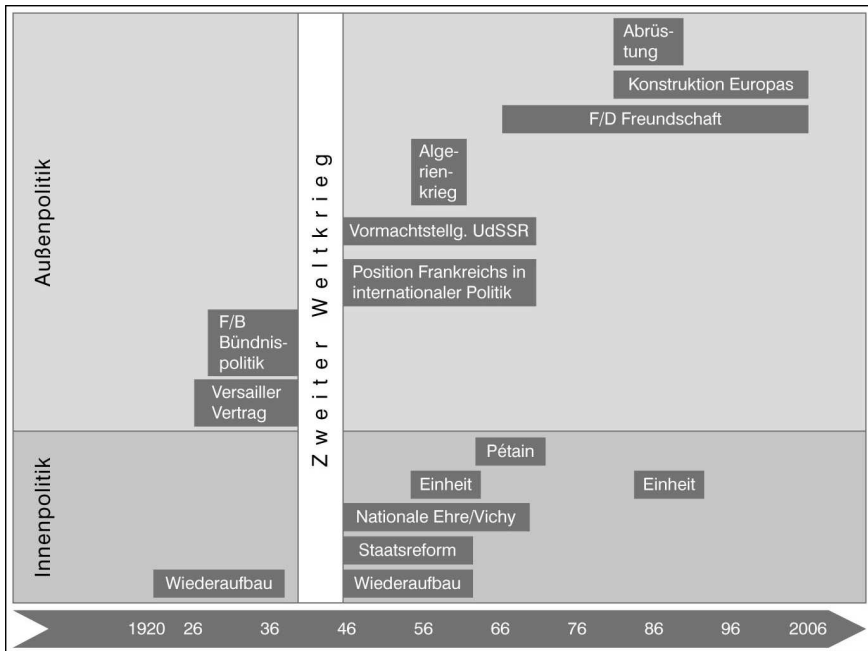 Außenpolitik
Abrüs-
tung
Konstruktion Europas
F/D Freundschaft
Alge-
rien-
krieg
Vormachtstellg. UdSSR
Position Frankreichs in
internationaler Politik
F/B
Bündnis-
politik
Versailler
Vertrag
Zweiter Weltkrieg
Innenpolitik
Pétain
Einheit
Einheit
Nationale Ehre/Vichy
Staatsreform
Wiederaufbau
Wiederaufbau
1920 26 36 46 56 66 76 86 96 2006